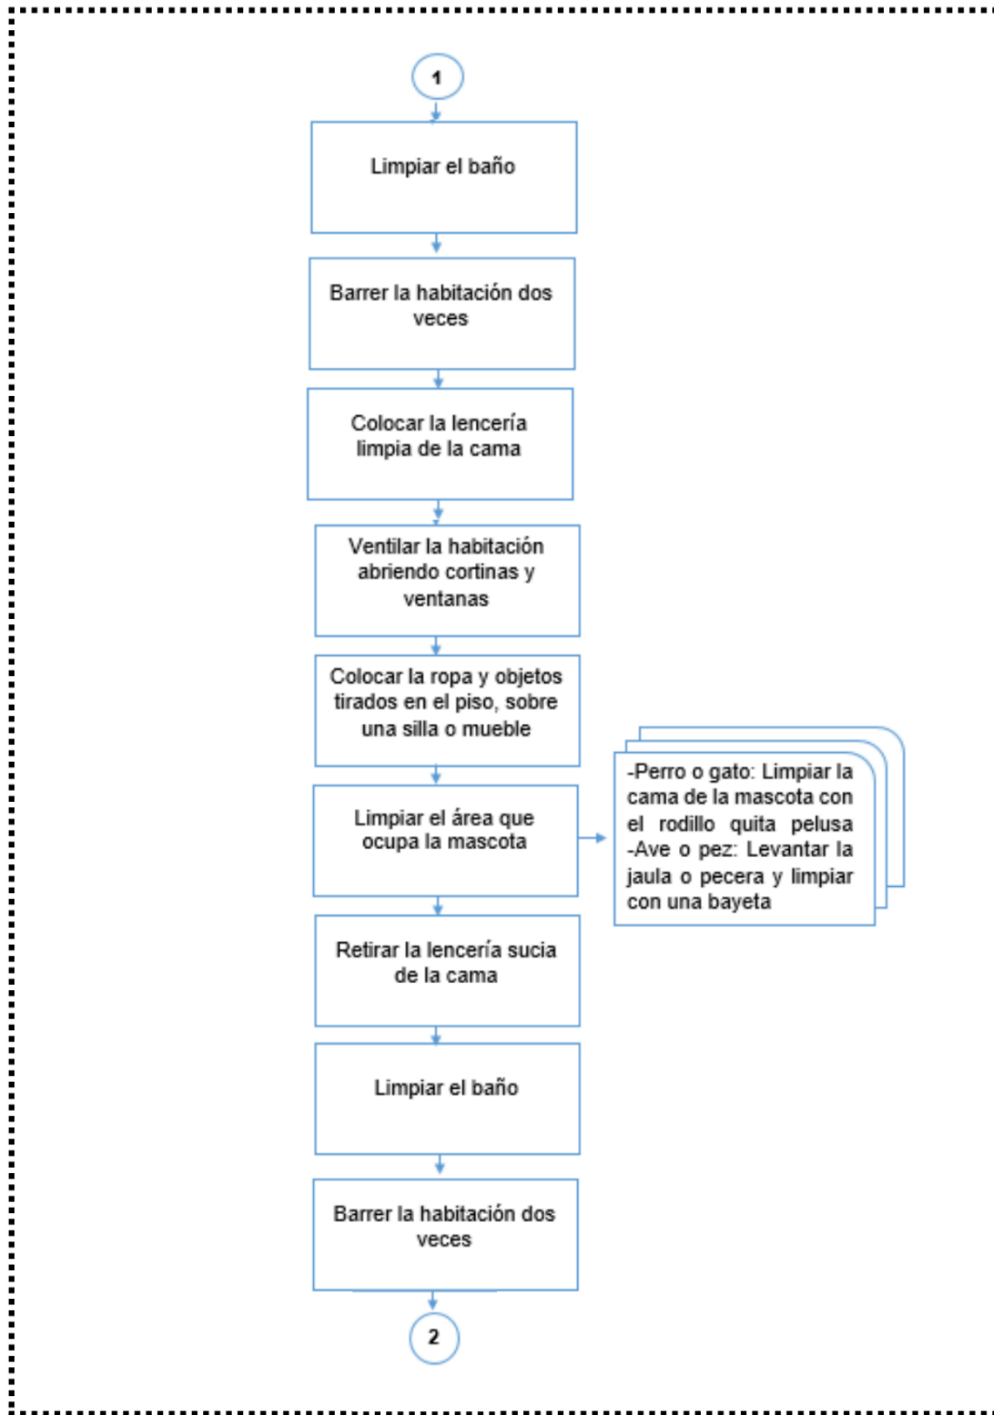 1
Limpiar el baño
Barrer la habitación dos
veces
Colocar la lencería
limpia de la cama
Ventilar la habitación
abriendo cortinas y
ventanas
Colocar la ropa y objetos
tirados en el piso, sobre
una silla o mueble
Limpiar el área que
ocupa la mascota
-Perro o gato: Limpiar la
cama de la mascota con
el rodillo quita pelusa
-Ave o pez: Levantar la
jaula o pecera y limpiar
con una bayeta
Retirar la lencería sucia
de la cama
Limpiar el baño
Barrer la habitación dos
veces
2